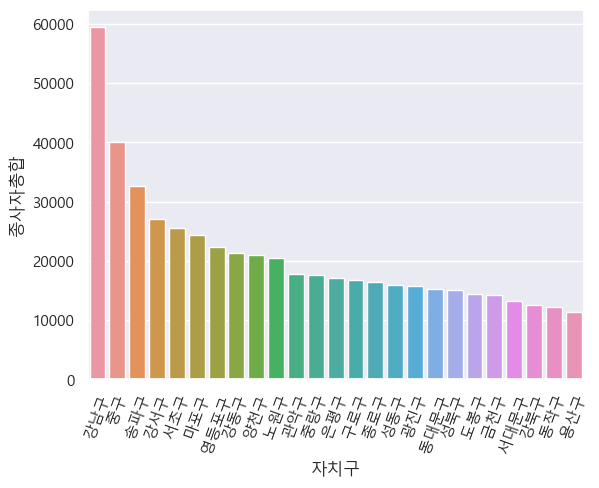 60000
50000
40000
30000
20000
10000
0
종사자총합
강남구
중구
송파구
강서구
서초구
마포구
영등포구
강동구
양천구
노원구
관악구
중랑구
은평구
구로구
종로구
성동구
광진구
동대문구
성북구
도봉구
금천구
서대문구
강북구
동작구
용산구
자치구